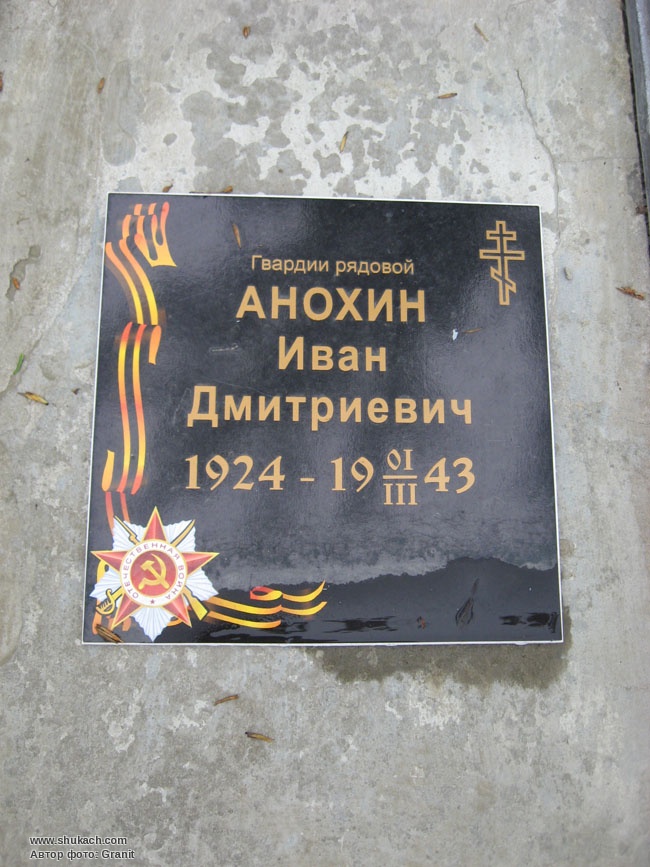 Гвардии рядовой
АНОХИН
Иван
Дмитриевич
1924 - 19 01/III 43
ОТЕЧЕСТВЕННАЯ ВОЙНА
www.shukach.com
Автор фото: Granit